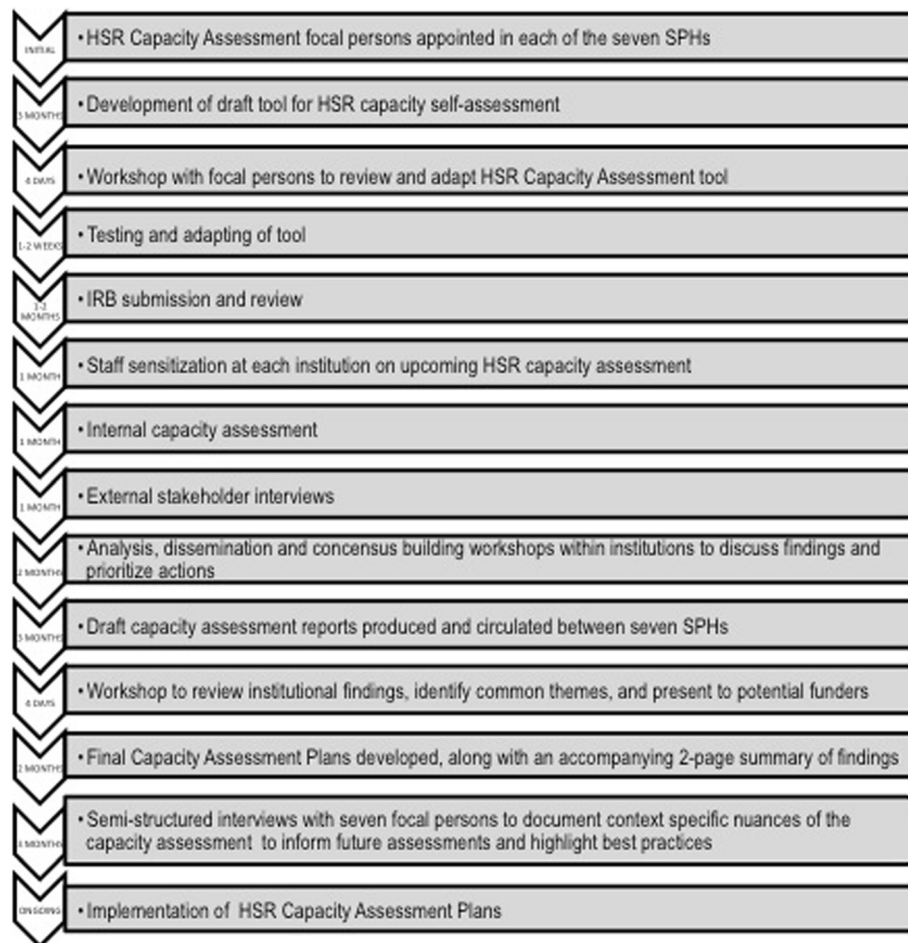 INITIAL
•HSR Capacity Assessment focal persons appointed in each of the seven SPHs
3 MONTHS
•Development of draft tool for HSR capacity self-assessment
4 DAYS
•Workshop with focal persons to review and adapt HSR Capacity Assessment tool
1-2 WEEKS
•Testing and adapting of tool
1-2
MONTHS
•IRB submission and review
1 MONTH
•Staff sensitization at each institution on upcoming HSR capacity assessment
1 MONTH
•Internal capacity assessment
1 MONTH
•External stakeholder interviews
2 MONTHS
•Analysis, dissemination and concensus building workshops within institutions to discuss findings and
prioritize actions
3 MONTHS
•Draft capacity assessment reports produced and circulated between seven SPHs
4 DAYS
•Workshop to review institutional findings, identify common themes, and present to potential funders
2 MONTHS
•Final Capacity Assessment Plans developed, along with an accompanying 2-page summary of findings
MONTHS
•Semi-structured interviews with seven focal persons to document context specific nuances of the
capacity assessment to inform future assessments and highlight best practices
ONGOING
•Implementation of HSR Capacity Assessment Plans